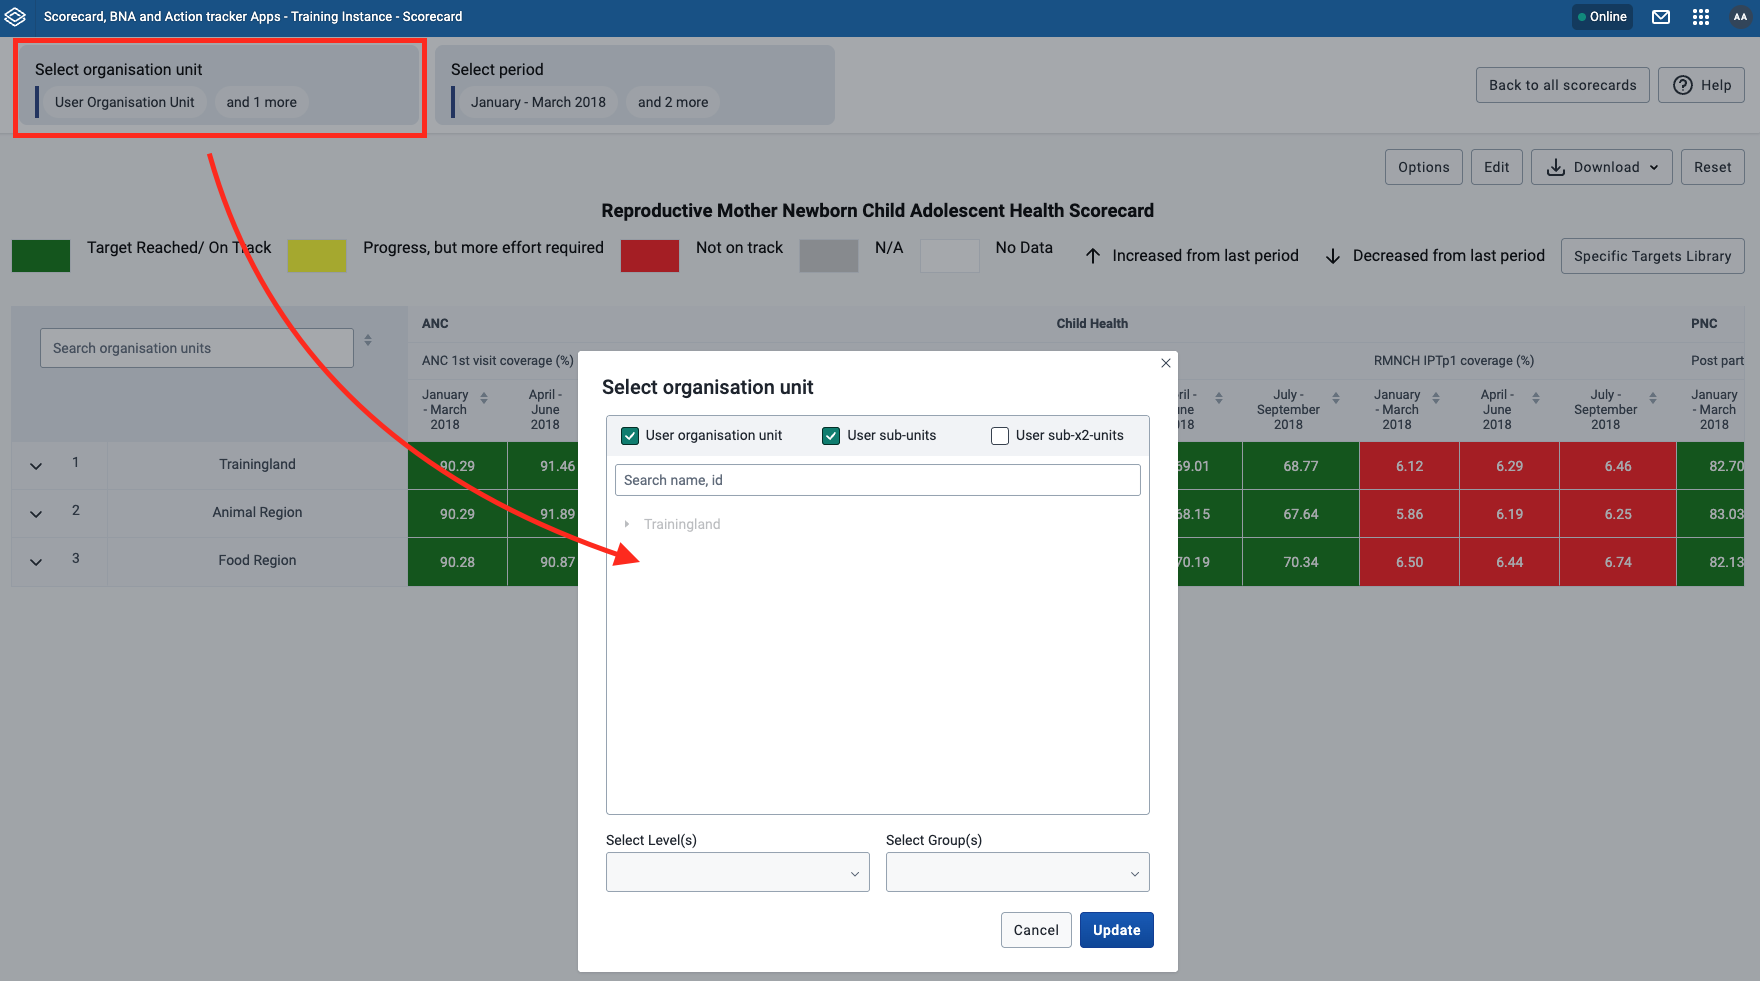 Scorecard, BNA and Action tracker Apps - Training Instance - Scorecard
Online
AA
Select organisation unit
User Organisation Unit and 1 more
Select period
January - March 2018 and 2 more
Back to all scorecards
Help
Options
Edit
Download
Reset
Reproductive Mother Newborn Child Adolescent Health Scorecard
Target Reached/ On Track
Progress, but more effort required
Not on track
N/A
No Data
Increased from last period
Decreased from last period
Specific Targets Library
Search organisation units
ANC
Child Health
PNC
ANC 1st visit coverage (%)
RMNCH IPTp1 coverage (%)
Post part
January - March 2018
April - June 2018
ril - une 018
July - September 2018
January - March 2018
April - June 2018
July - September 2018
January - March 2018
1 Trainingland 90.29 91.46 69.01 68.77 6.12 6.29 6.46 82.70
2 Animal Region 90.29 91.89 68.15 67.64 5.86 6.19 6.25 83.03
3 Food Region 90.28 90.87 70.19 70.34 6.50 6.44 6.74 82.13
Select organisation unit
User organisation unit
User sub-units
User sub-x2-units
Search name, id
Trainingland
Select Level(s)
Select Group(s)
Cancel
Update